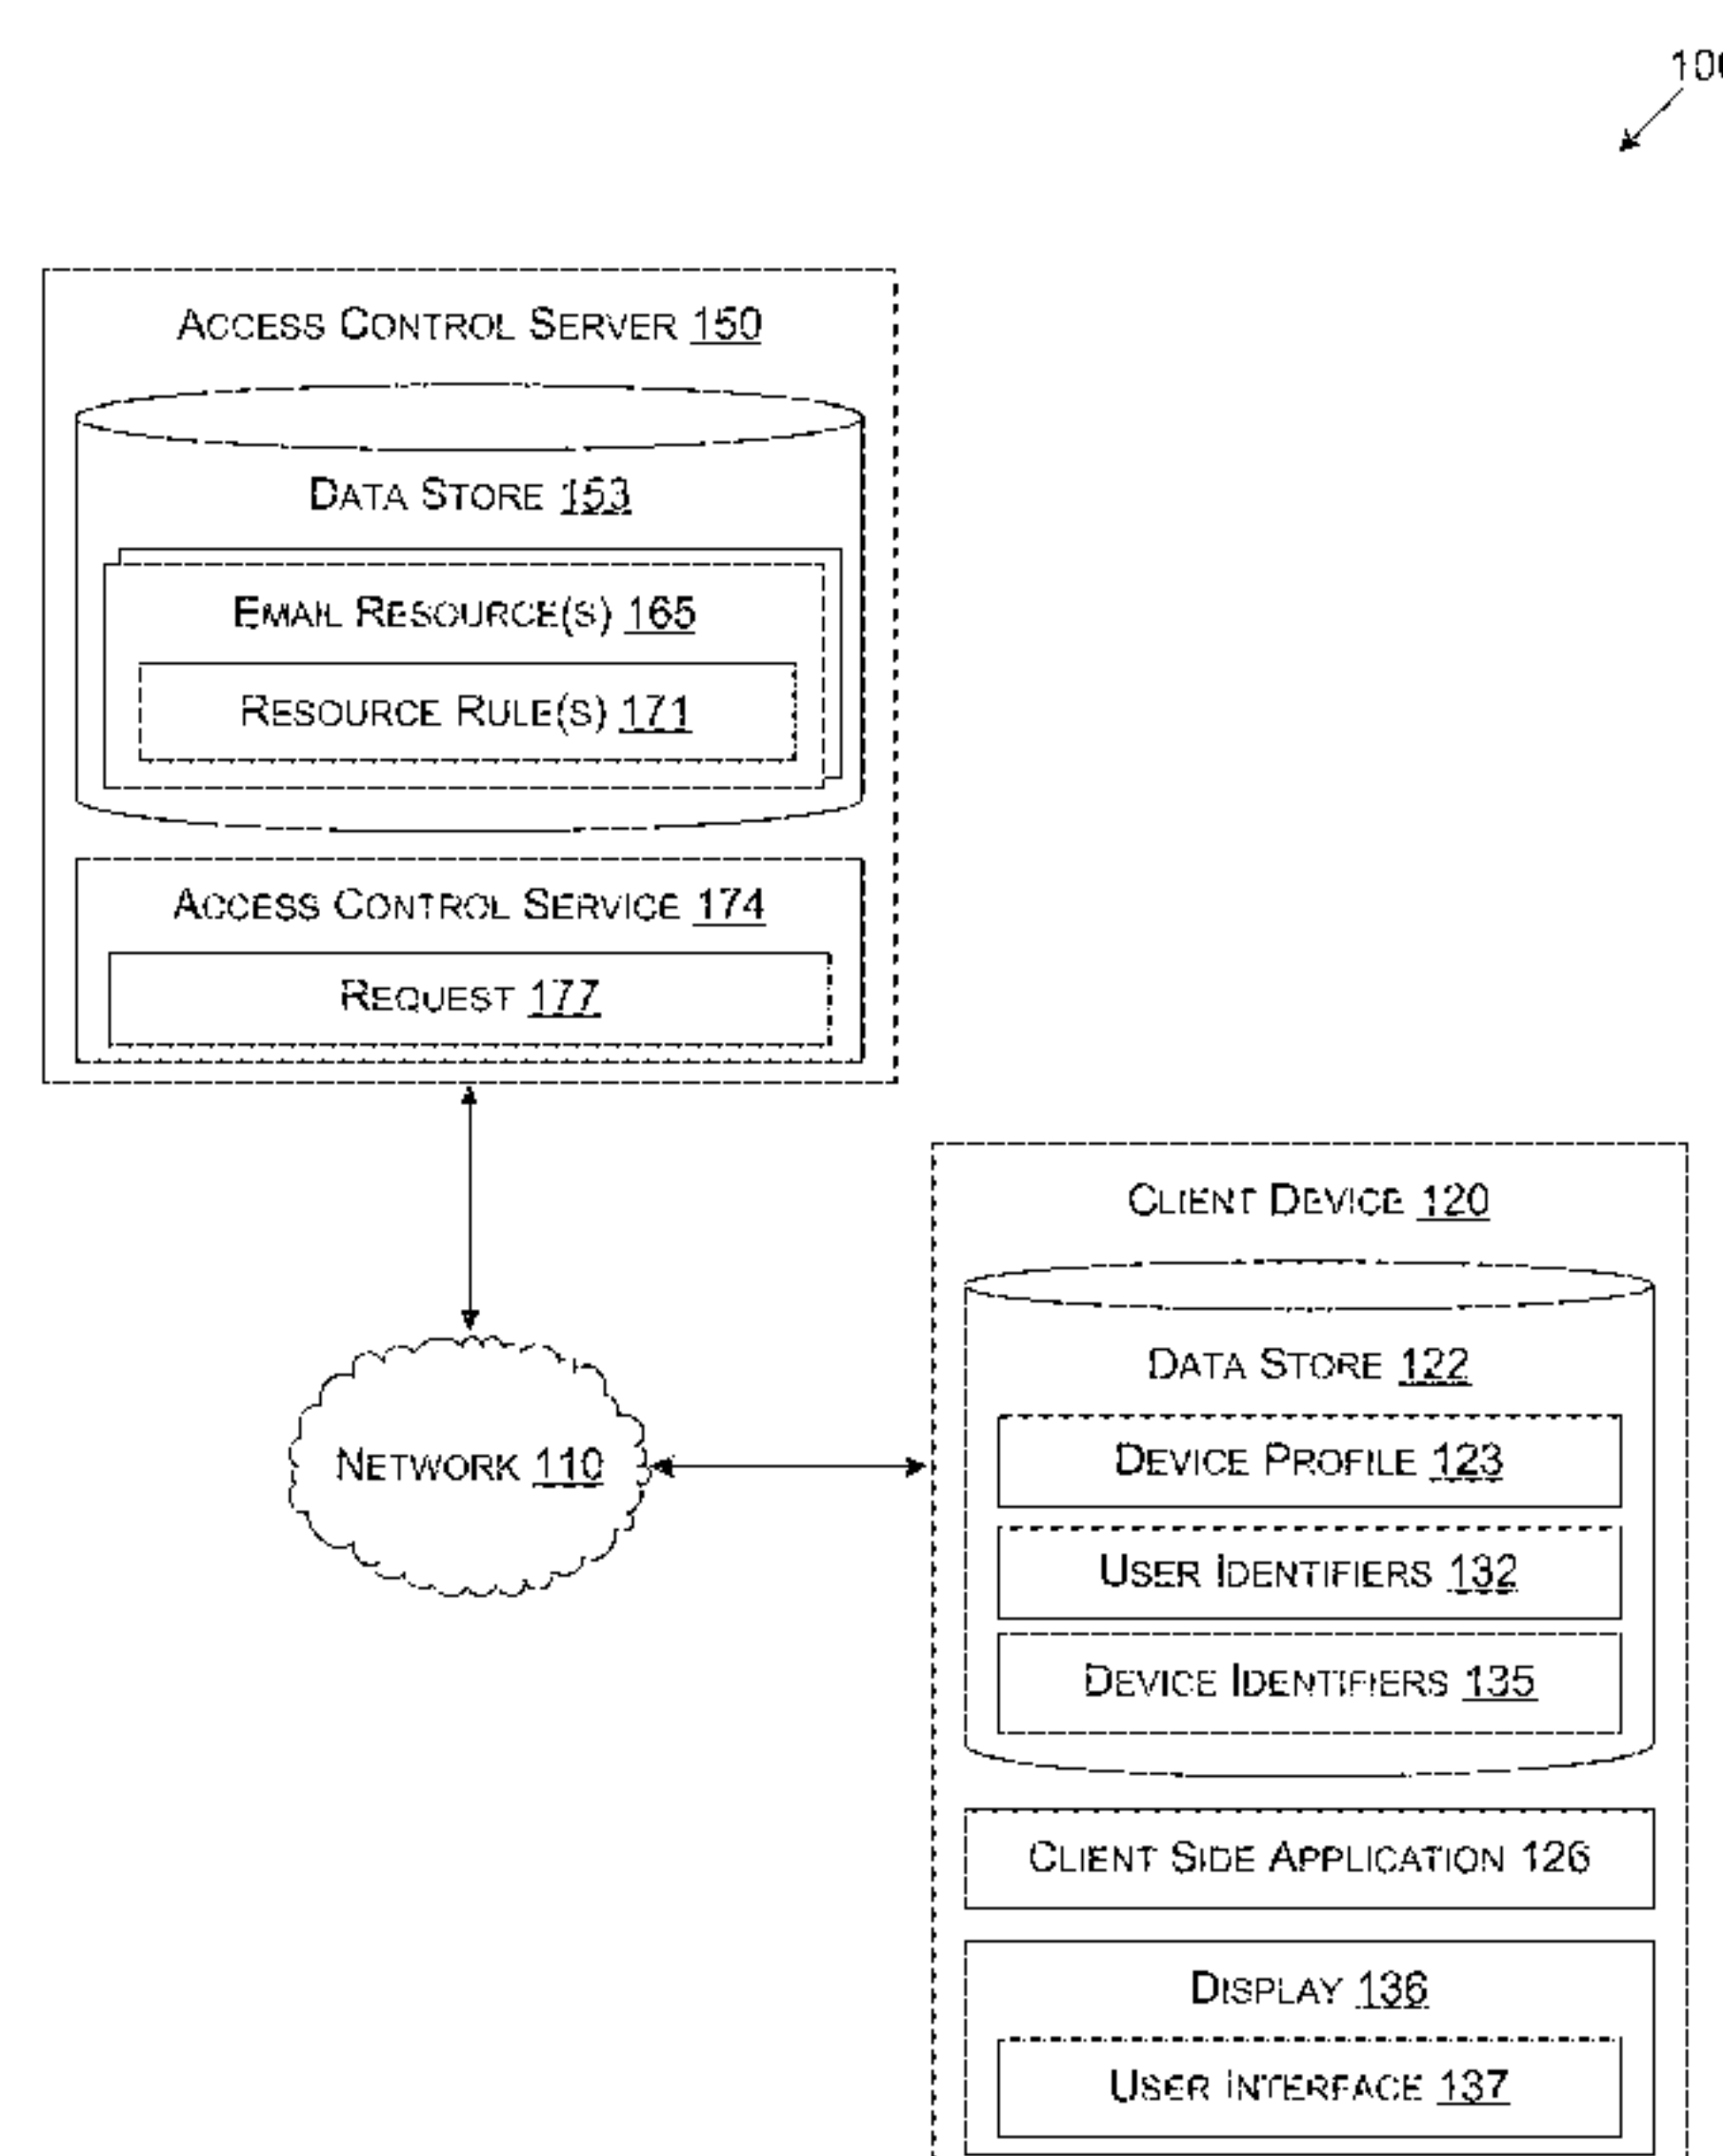 100
ACCESS CONTROL SERVER 150
DATA STORE 153
EMAIL RESOURCE(S) 165
RESOURCE RULE(S) 171
ACCESS CONTROL SERVICE 174
REQUEST 177
CLIENT DEVICE 120
DATA STORE 122
NETWORK 110
DEVICE PROFILE 123
USER IDENTIFIERS 132
DEVICE IDENTIFIERS 135
CLIENT SIDE APPLICATION 126
DISPLAY 136
USER INTERFACE 137